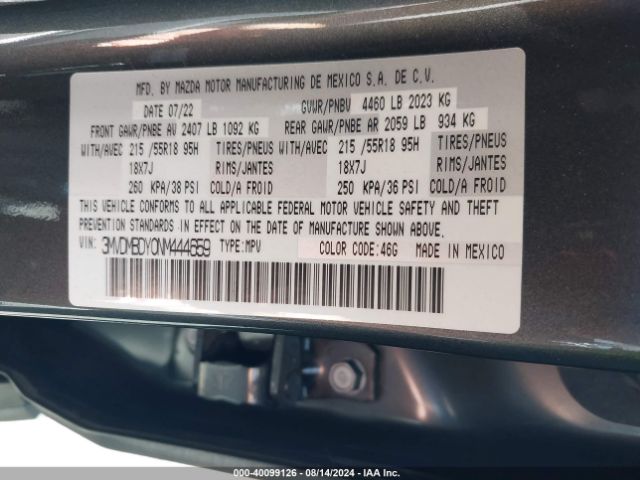 MFD. BY MAZDA MOTOR MANUFACTURING DE MEXICO S.A. DE C.V.
DATE 07/22 GVWR/PNBV 4460 LB 2023 KG
FRONT GAWR/PNBE AV 2407 LB 1092 KG REAR GAWR/PNBE AR 2059 LB 934 KG
WITH/AVEC 215 /55R18 95H TIRES/PNEUS WITH/AVEC 215 /55R18 95H TIRES/PNEUS
18X7J RIMS/JANTES 18X7J RIMS/JANTES
260 KPA/38 PSI COLD/A FROID 250 KPA/36 PSI COLD/A FROID
THIS VEHICLE CONFORMS TO ALL APPLICABLE FEDERAL MOTOR VEHICLE SAFETY AND THEFT
PREVENTION STANDARDS IN EFFECT ON THE DATE OF MANUFACTURE SHOWN ABOVE.
VIN: 3MVDMBDY0NM444659 TYPE: MPV COLOR CODE: 46G MADE IN MEXICO
000-40099126 - 08/14/2024 - IAAI.COM